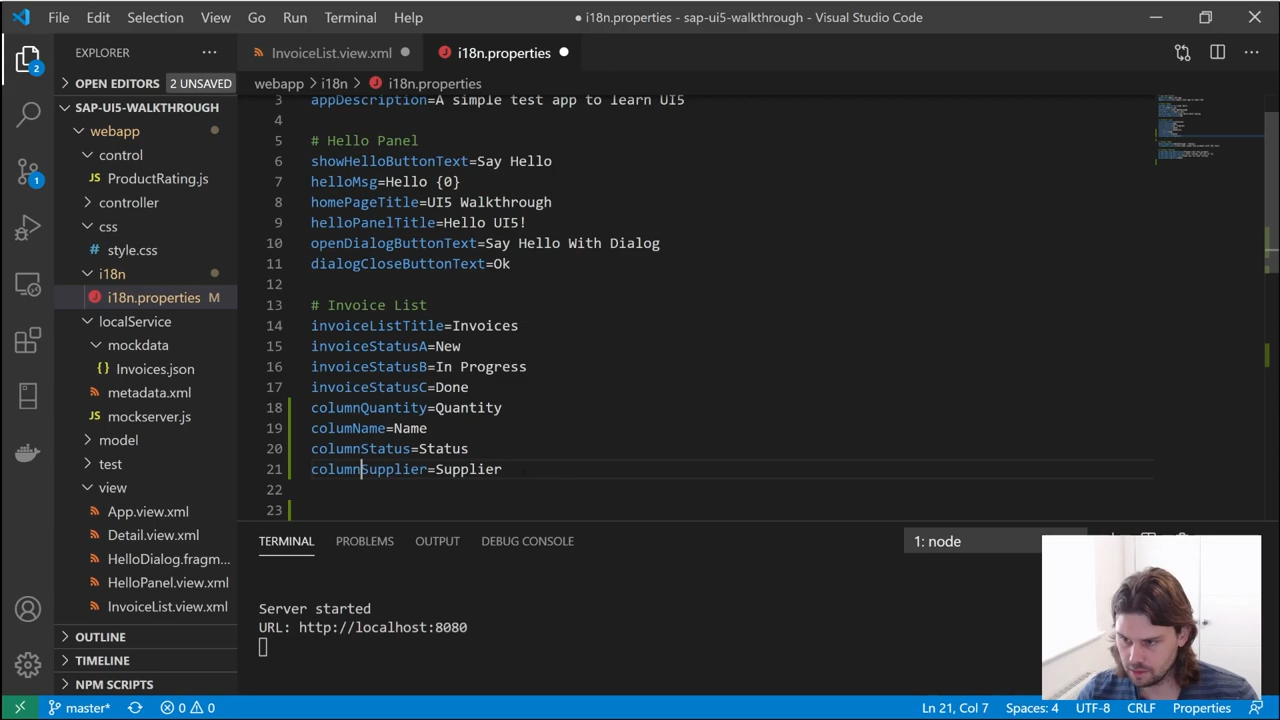 File Edit Selection View Go Run Terminal Help
● i18n.properties - sap-ui5-walkthrough - Visual Studio Code
EXPLORER
InvoiceList.view.xml
i18n.properties
OPEN EDITORS 2 UNSAVED
webapp > i18n > i18n.properties
SAP-UI5-WALKTHROUGH
webapp
control
JS ProductRating.js
controller
css
# style.css
i18n
i18n.properties M
localService
mockdata
{} Invoices.json
metadata.xml
JS mockserver.js
model
test
view
App.view.xml
Detail.view.xml
HelloDialog.fragm...
HelloPanel.view.xml
InvoiceList.view.xml
OUTLINE
TIMELINE
NPM SCRIPTS
2
1
3 appDescription=A simple test app to learn UI5
4
5 # Hello Panel
6 showHelloButtonText=Say Hello
7 helloMsg=Hello {0}
8 homePageTitle=UI5 Walkthrough
9 helloPanelTitle=Hello UI5!
10 openDialogButtonText=Say Hello With Dialog
11 dialogCloseButtonText=Ok
12
13 # Invoice List
14 invoiceListTitle=Invoices
15 invoiceStatusA=New
16 invoiceStatusB=In Progress
17 invoiceStatusC=Done
18 columnQuantity=Quantity
19 columName=Name
20 columnStatus=Status
21 columnSupplier=Supplier
22
23
TERMINAL PROBLEMS OUTPUT DEBUG CONSOLE
1: node
Server started
URL: http://localhost:8080
master* 0 0
Ln 21, Col 7 Spaces: 4 UTF-8 CRLF Properties